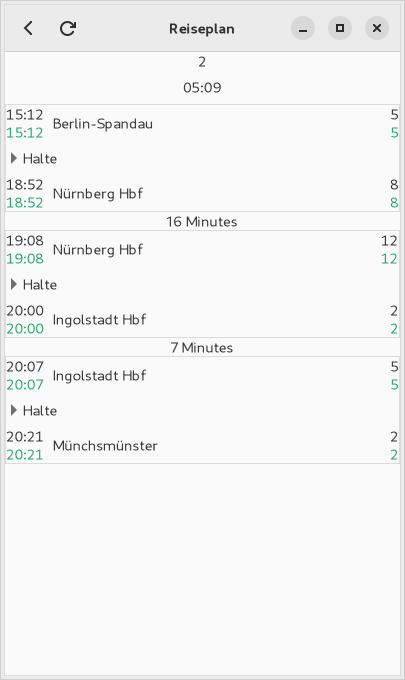 Reiseplan
2
05:09
15:12 Berlin-Spandau 5
15:12 5
Halte
18:52 Nürnberg Hbf 8
18:52 8
16 Minutes
19:08 Nürnberg Hbf 12
19:08 12
Halte
20:00 Ingolstadt Hbf 2
20:00 2
7 Minutes
20:07 Ingolstadt Hbf 5
20:07 5
Halte
20:21 Münchsmünster 2
20:21 2